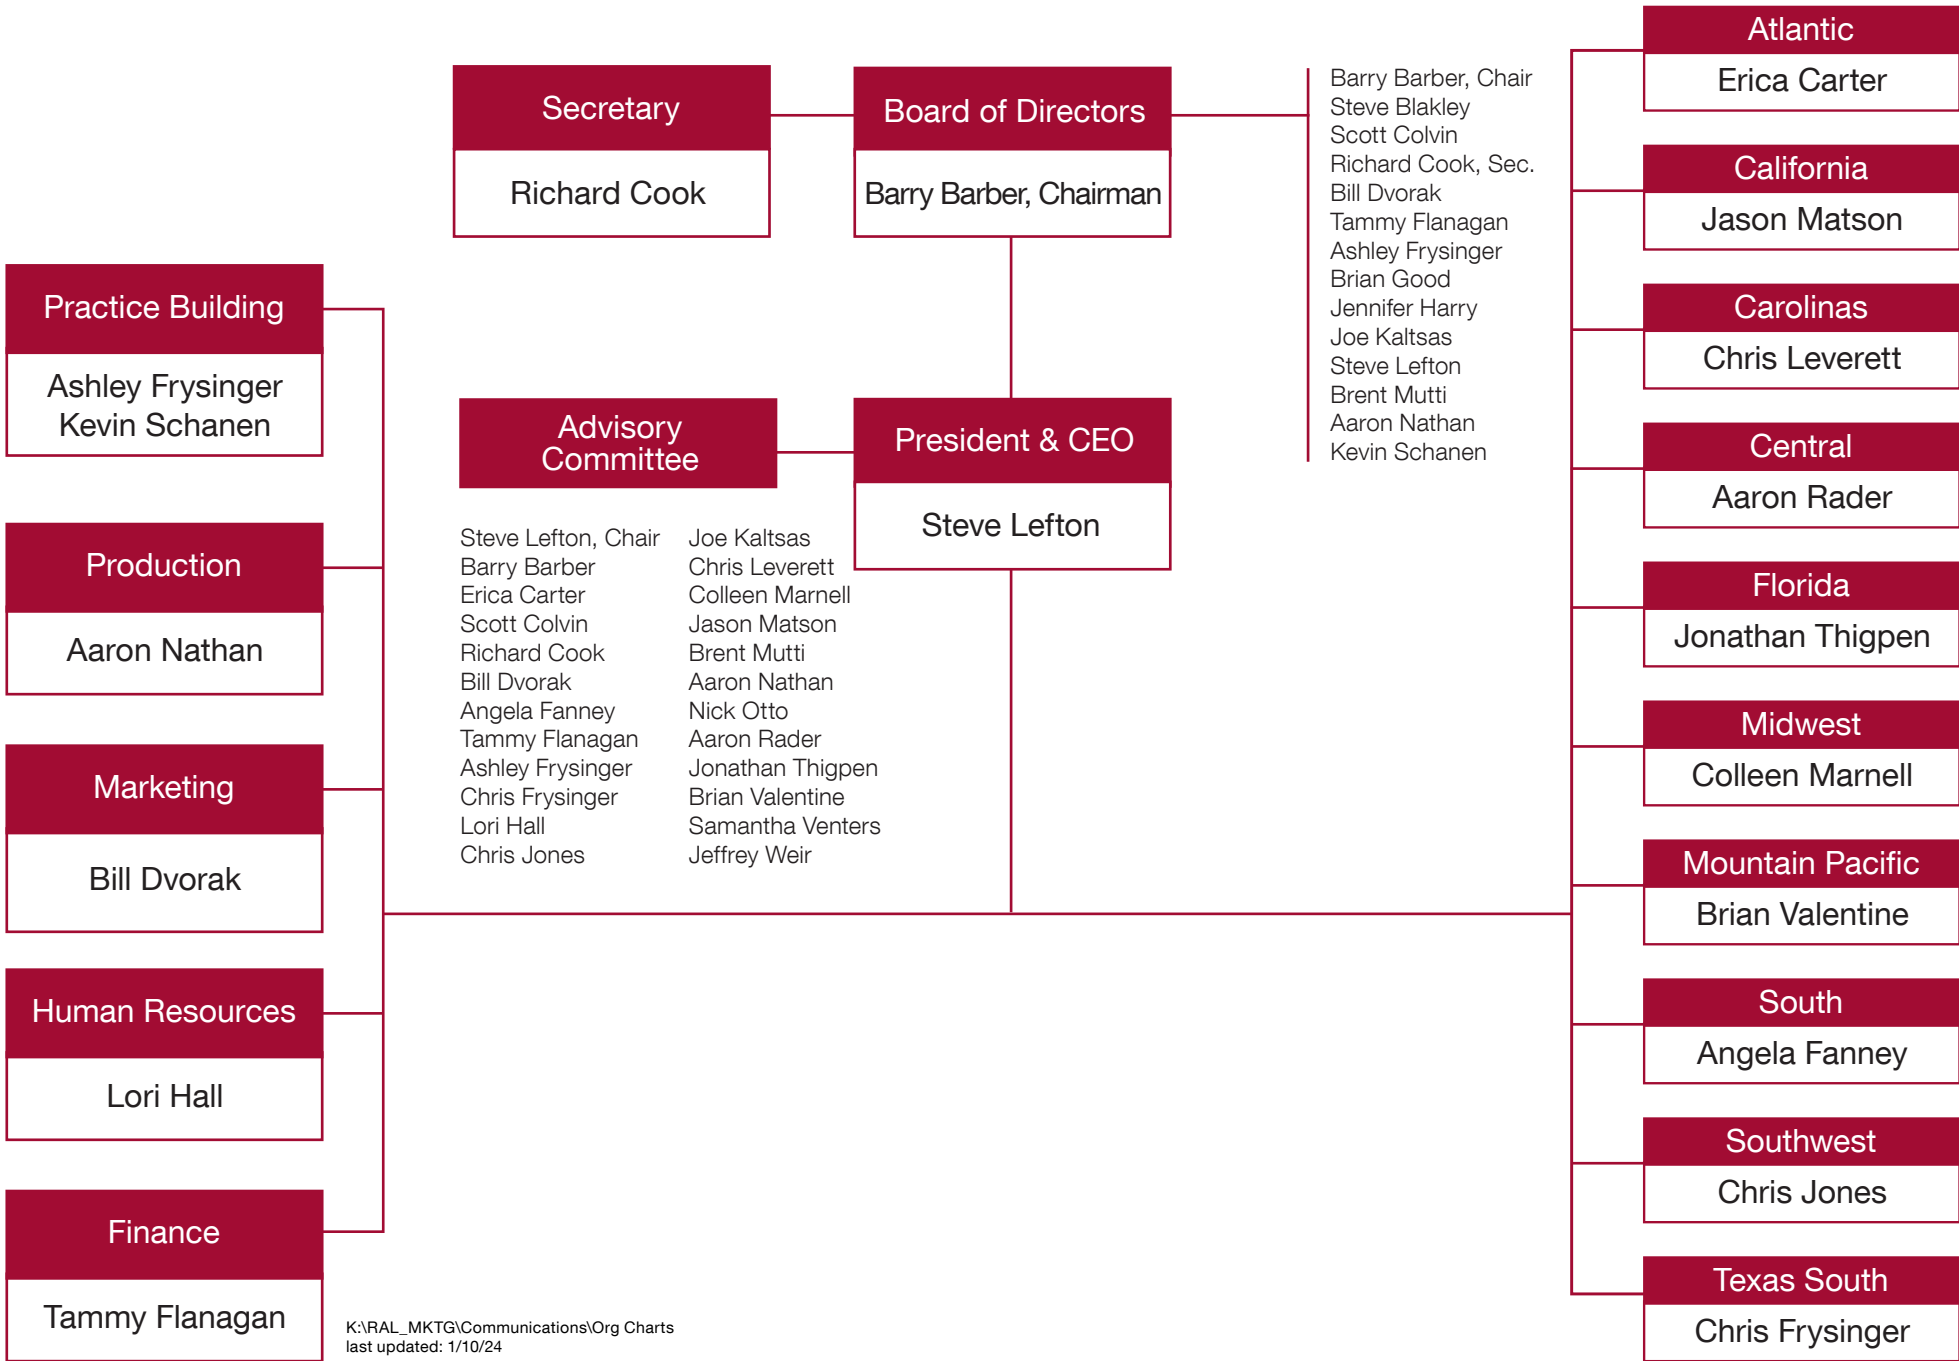 Secretary
Richard Cook
Board of Directors
Barry Barber, Chairman
Barry Barber, Chair
Steve Blakley
Scott Colvin
Richard Cook, Sec.
Bill Dvorak
Tammy Flanagan
Ashley Frysinger
Brian Good
Jennifer Harry
Joe Kaltsas
Steve Lefton
Brent Mutti
Aaron Nathan
Kevin Schanen
Advisory
Committee
President & CEO
Steve Lefton
Steve Lefton, Chair
Barry Barber
Erica Carter
Scott Colvin
Richard Cook
Bill Dvorak
Angela Fanney
Tammy Flanagan
Ashley Frysinger
Chris Frysinger
Lori Hall
Chris Jones
Joe Kaltsas
Chris Leverett
Colleen Marnell
Jason Matson
Brent Mutti
Aaron Nathan
Nick Otto
Aaron Rader
Jonathan Thigpen
Brian Valentine
Samantha Venters
Jeffrey Weir
Practice Building
Ashley Frysinger
Kevin Schanen
Production
Aaron Nathan
Marketing
Bill Dvorak
Human Resources
Lori Hall
Finance
Tammy Flanagan
Atlantic
Erica Carter
California
Jason Matson
Carolinas
Chris Leverett
Central
Aaron Rader
Florida
Jonathan Thigpen
Midwest
Colleen Marnell
Mountain Pacific
Brian Valentine
South
Angela Fanney
Southwest
Chris Jones
Texas South
Chris Frysinger
K:\RAL_MKTG\Communications\Org Charts
last updated: 1/10/24